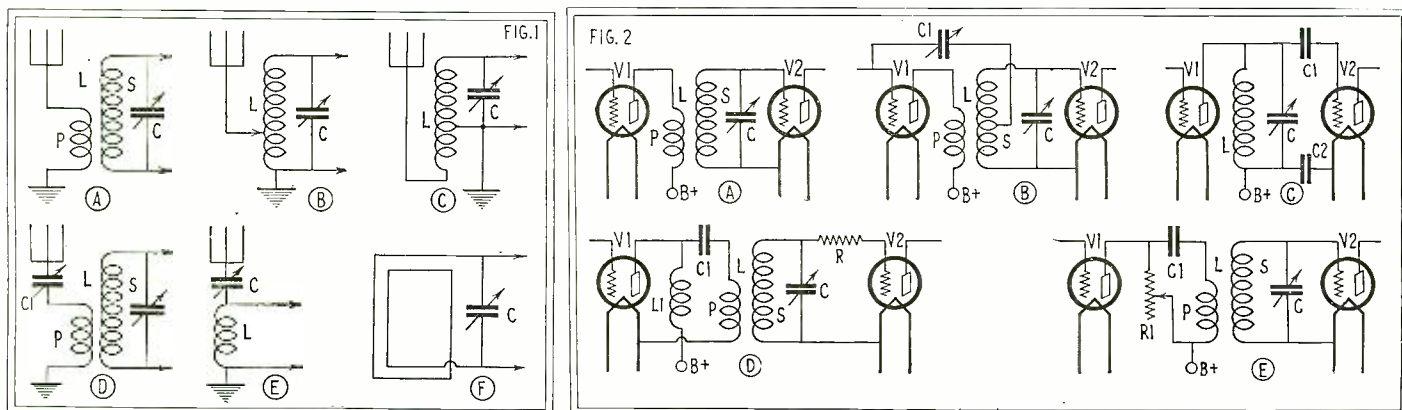 FIG.1
L S C P A
L C B
L C C
C1 L S P C D
C L E
C F
FIG. 2
V1 L S V2 P C B+ A
C1 V1 L S V2 P C B+ B
V1 C1 V2 C L C2 B+ C
V1 C1 L R V2 L1 P S C B+ D
V1 C1 L S V2 R1 P C B+ E